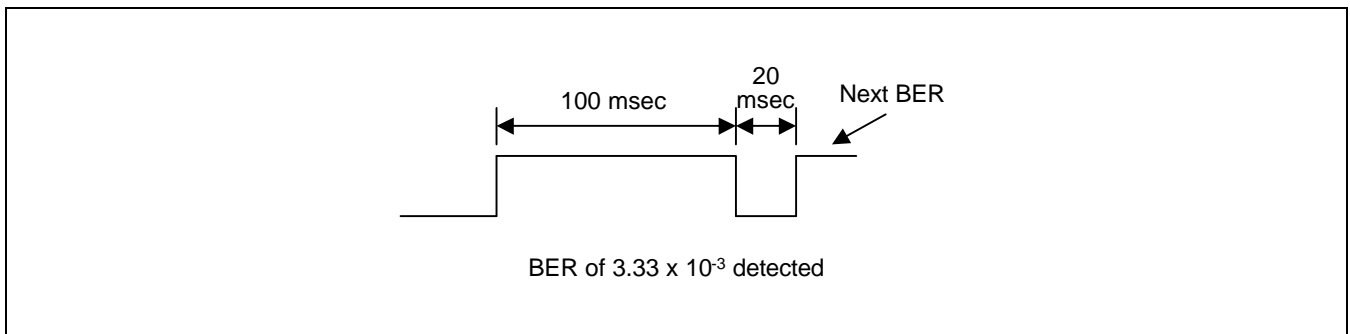 20
msec
100 msec
Next BER
BER of 3.33 x 10-3 detected